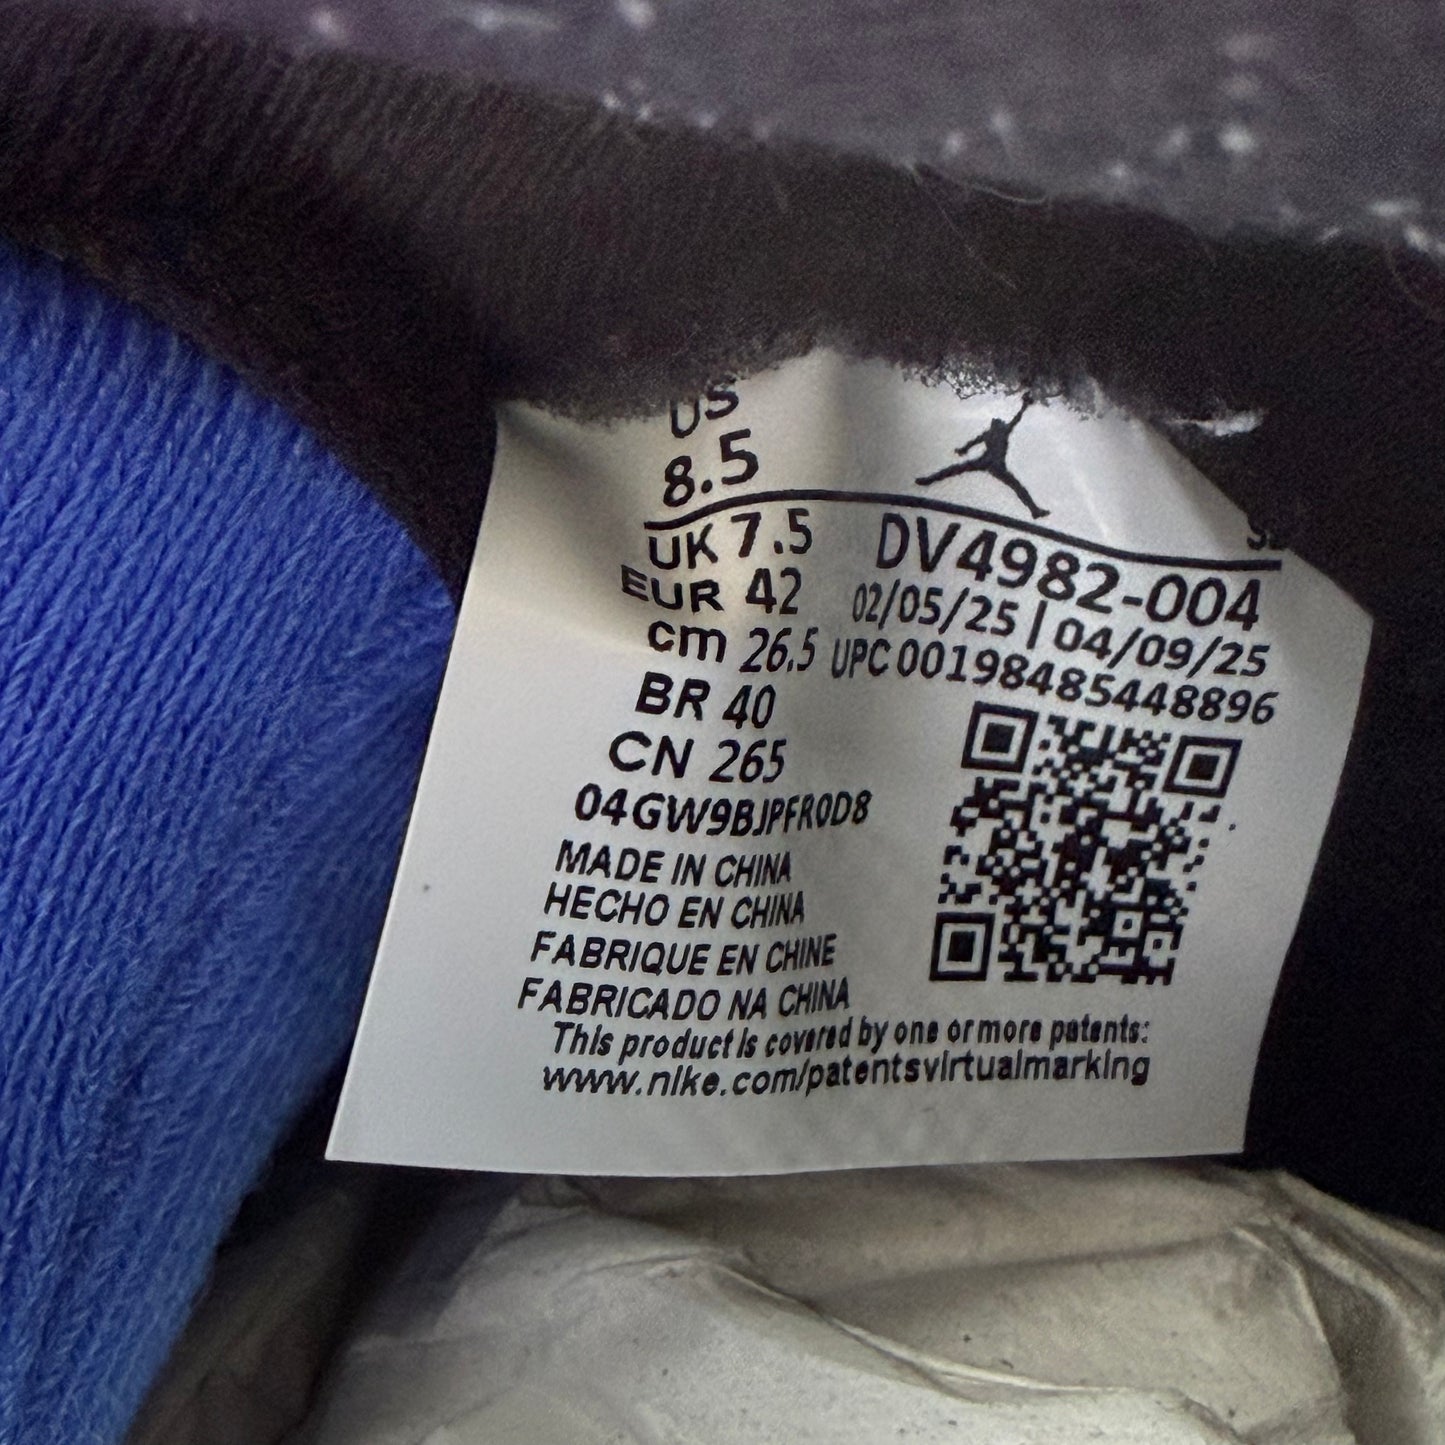 US
8.5
UK 7.5
EUR 42
cm 26.5
BR 40
CN 265
04GW9BJPFR0D8
DV4982-004
02/05/25 | 04/09/25
UPC 00198485448896
MADE IN CHINA
HECHO EN CHINA
FABRIQUE EN CHINE
FABRICADO NA CHINA
This product is covered by one or more patents:
www.nike.com/patentsvirtualmarking